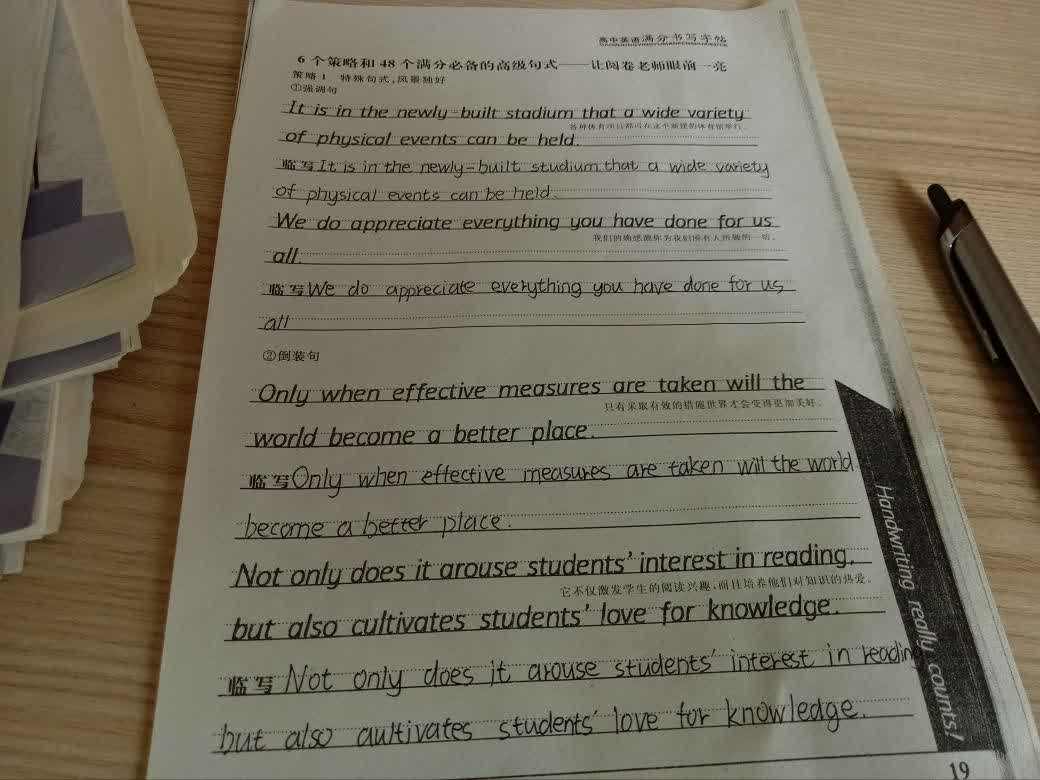 高中英语满分书写字帖
GAOZHONGYINGYUMANFENSHUXIEZITIE
6个策略和48个满分必备的高级句式——让阅卷老师眼前一亮
策略1 特殊句式,风景独好
①强调句
It is in the newly-built stadium that a wide variety
各种体育项目都可在这个新建的体育馆举行。
of physical events can be held.
临写 It is in the newly-built studium that a wide variety
of physical events can be held.
We do appreciate everything you have done for us
我们的确感激你为我们所有人所做的一切。
all.
临写 We do appreciate everything you have done for us
all
②倒装句
Only when effective measures are taken will the
只有采取有效的措施世界才会变得更加美好。
world become a better place.
临写 Only when effective measures are taken will the world
become a better place.
Not only does it arouse students' interest in reading,
它不仅激发学生的阅读兴趣,而且培养他们对知识的热爱。
but also cultivates students' love for knowledge.
临写 Not only does it arouse students' interest in reading
but also cultivates students' love for knowledge.
Handwriting really counts!
19